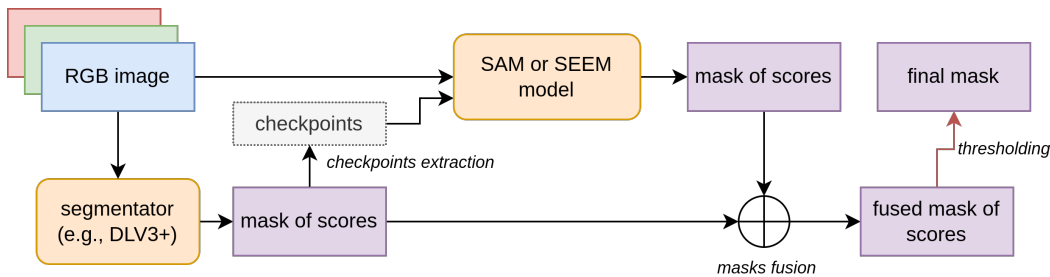 RGB image
SAM or SEEM
model
mask of scores
final mask
checkpoints
checkpoints extraction
thresholding
segmentator
(e.g., DLV3+)
mask of scores
fused mask of
scores
masks fusion